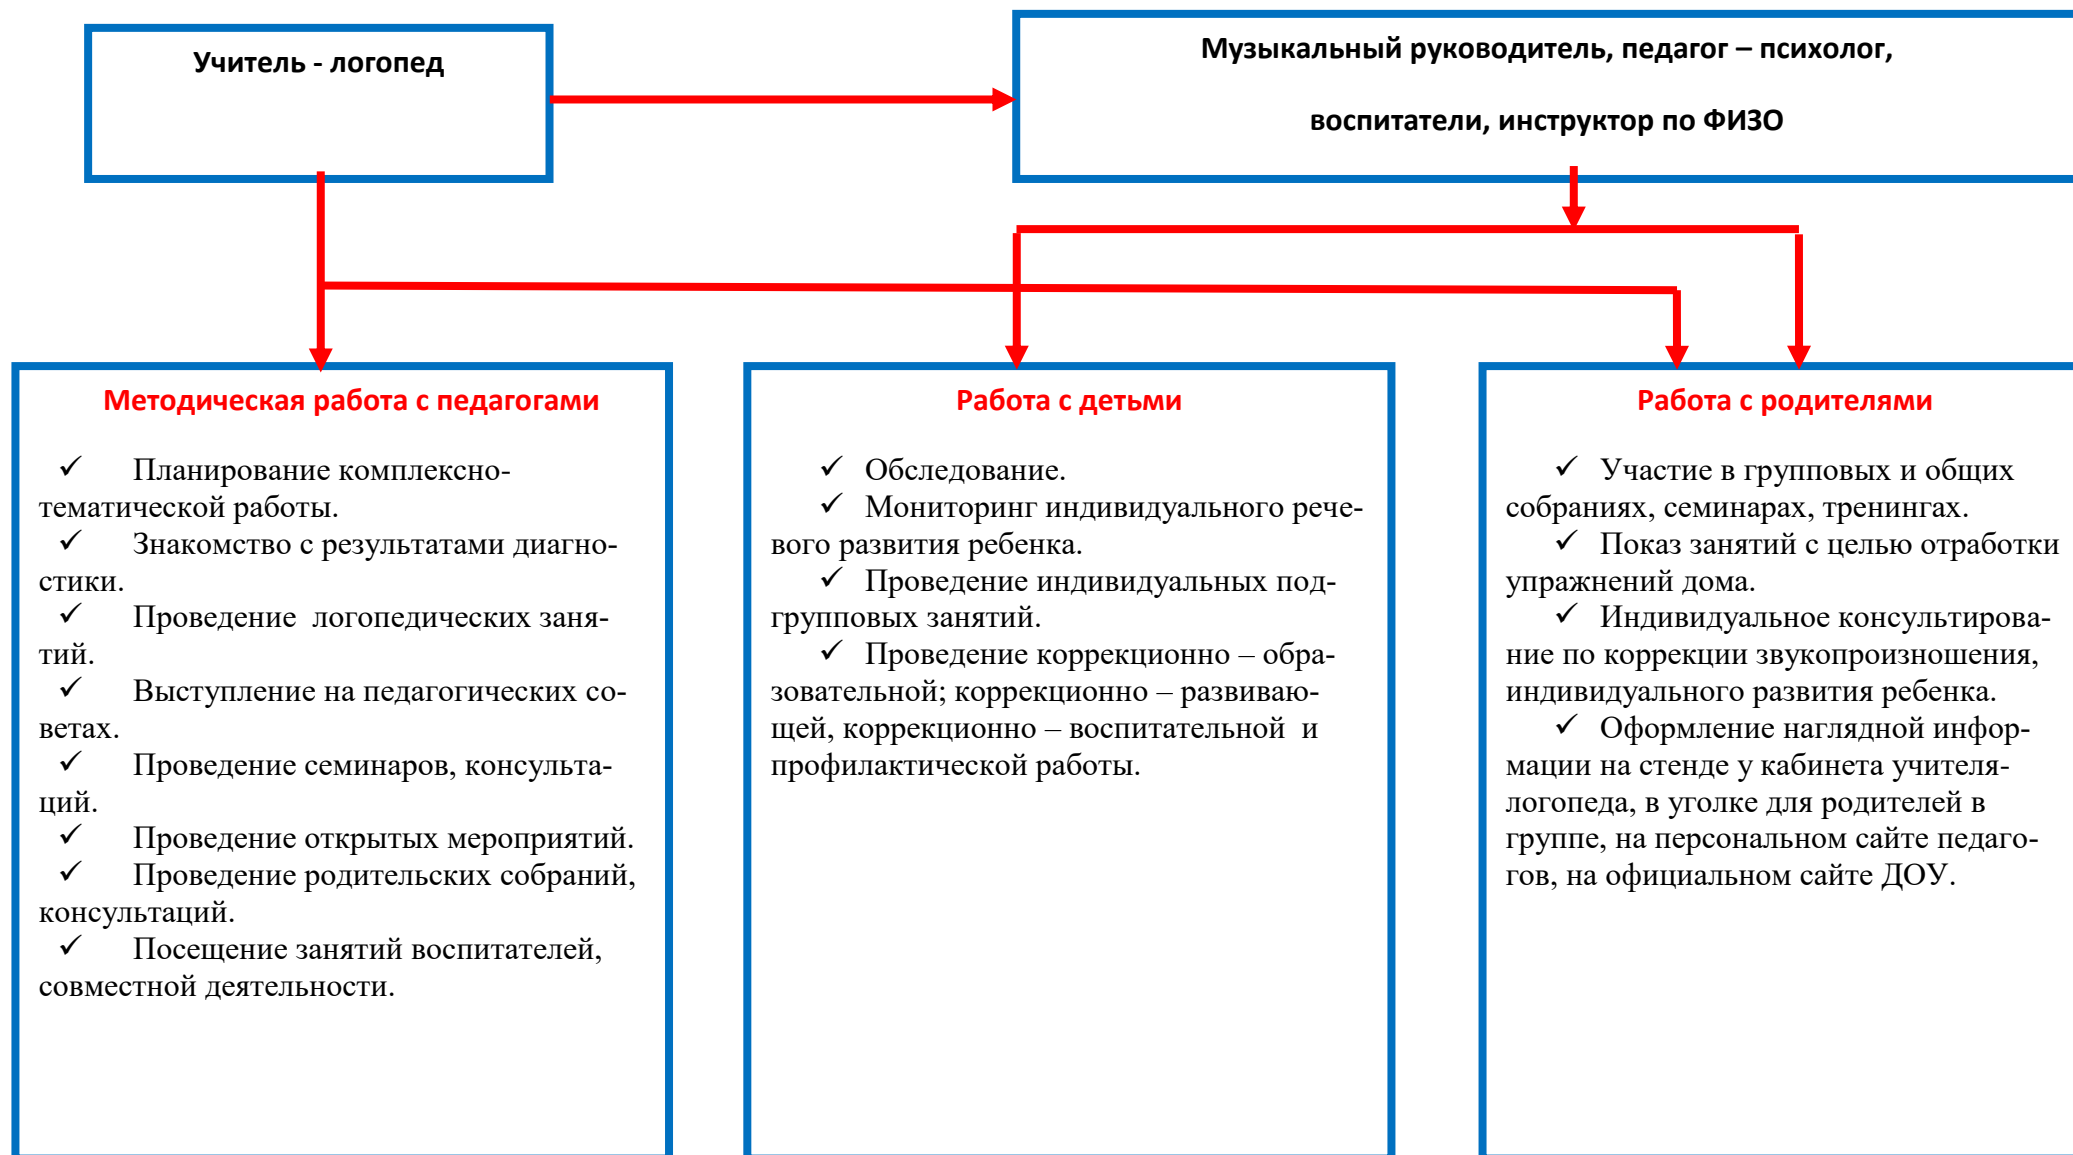 Учитель - логопед
Музыкальный руководитель, педагог – психолог,
воспитатели, инструктор по ФИЗО
Методическая работа с педагогами
✓ Планирование комплексно-
тематической работы.
✓ Знакомство с результатами диагно-
стики.
✓ Проведение  логопедических заня-
тий.
✓ Выступление на педагогических со-
ветах.
✓ Проведение семинаров, консульта-
ций.
✓ Проведение открытых мероприятий.
✓ Проведение родительских собраний,
консультаций.
✓ Посещение занятий воспитателей,
совместной деятельности.
Работа с детьми
✓ Обследование.
✓ Мониторинг индивидуального рече-
вого развития ребенка.
✓ Проведение индивидуальных под-
групповых занятий.
✓ Проведение коррекционно – обра-
зовательной; коррекционно – развиваю-
щей, коррекционно – воспитательной  и
профилактической работы.
Работа с родителями
✓ Участие в групповых и общих
собраниях, семинарах, тренингах.
✓ Показ занятий с целью отработки
упражнений дома.
✓ Индивидуальное консультирова-
ние по коррекции звукопроизношения,
индивидуального развития ребенка.
✓ Оформление наглядной инфор-
мации на стенде у кабинета учителя-
логопеда, в уголке для родителей в
группе, на персональном сайте педаго-
гов, на официальном сайте ДОУ.